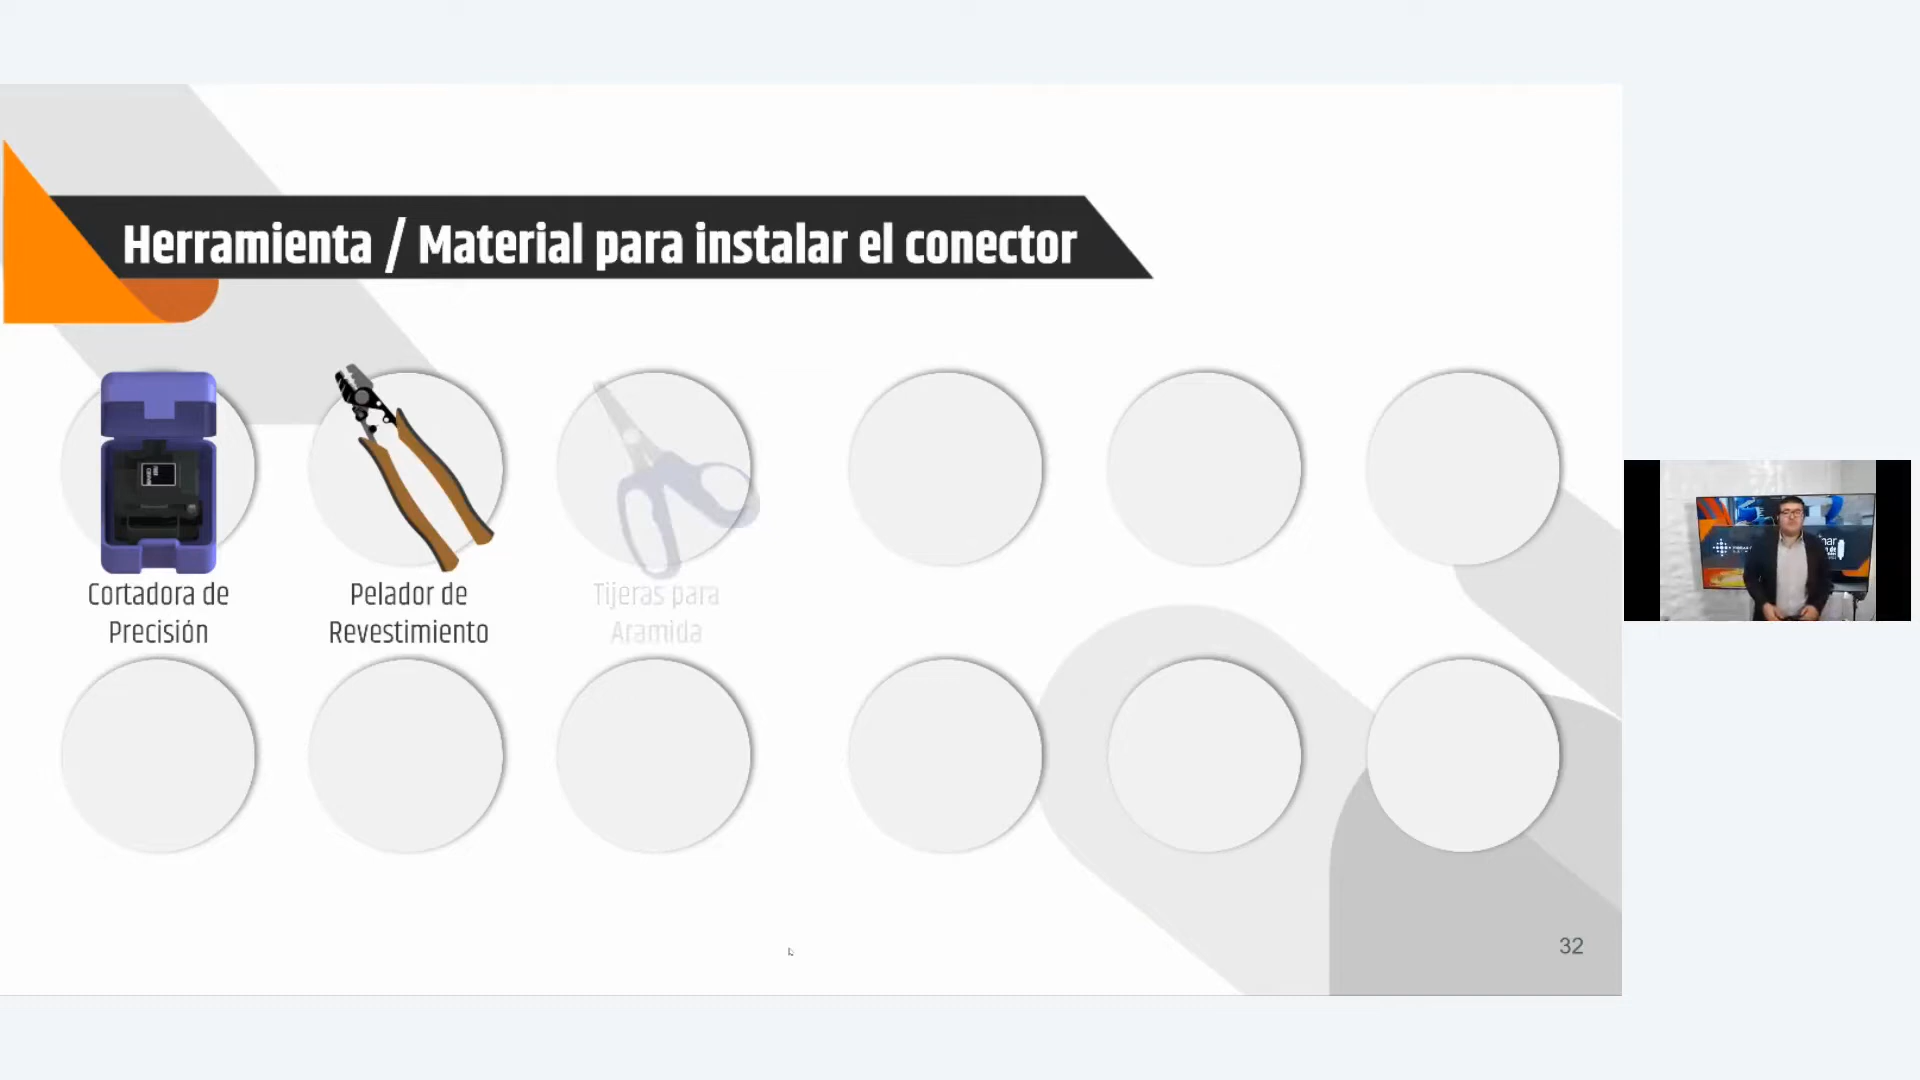 Herramienta / Material para instalar el conector
Cortadora de
Precisión
Pelador de
Revestimiento
Tijeras para
Aramida
32